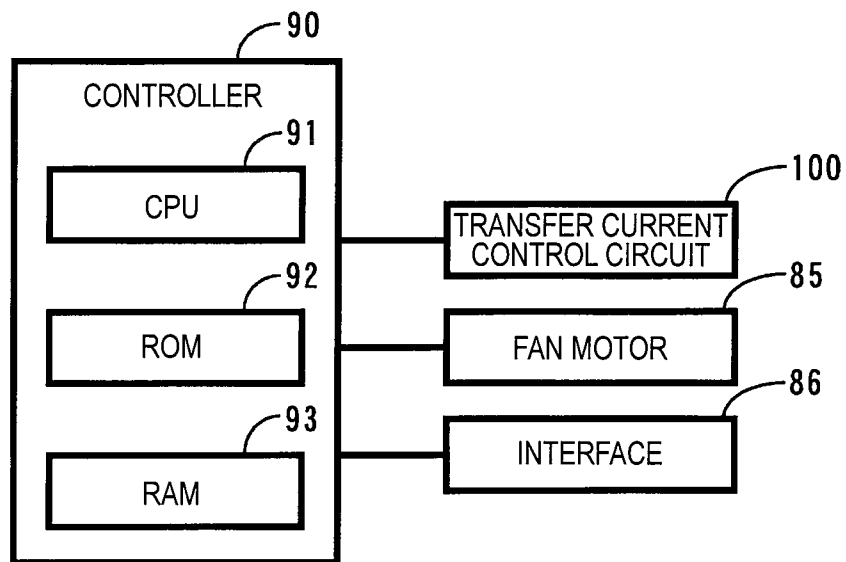 90
CONTROLLER
91
CPU
100
TRANSFER CURRENT
CONTROL CIRCUIT
92
ROM
85
FAN MOTOR
86
INTERFACE
93
RAM